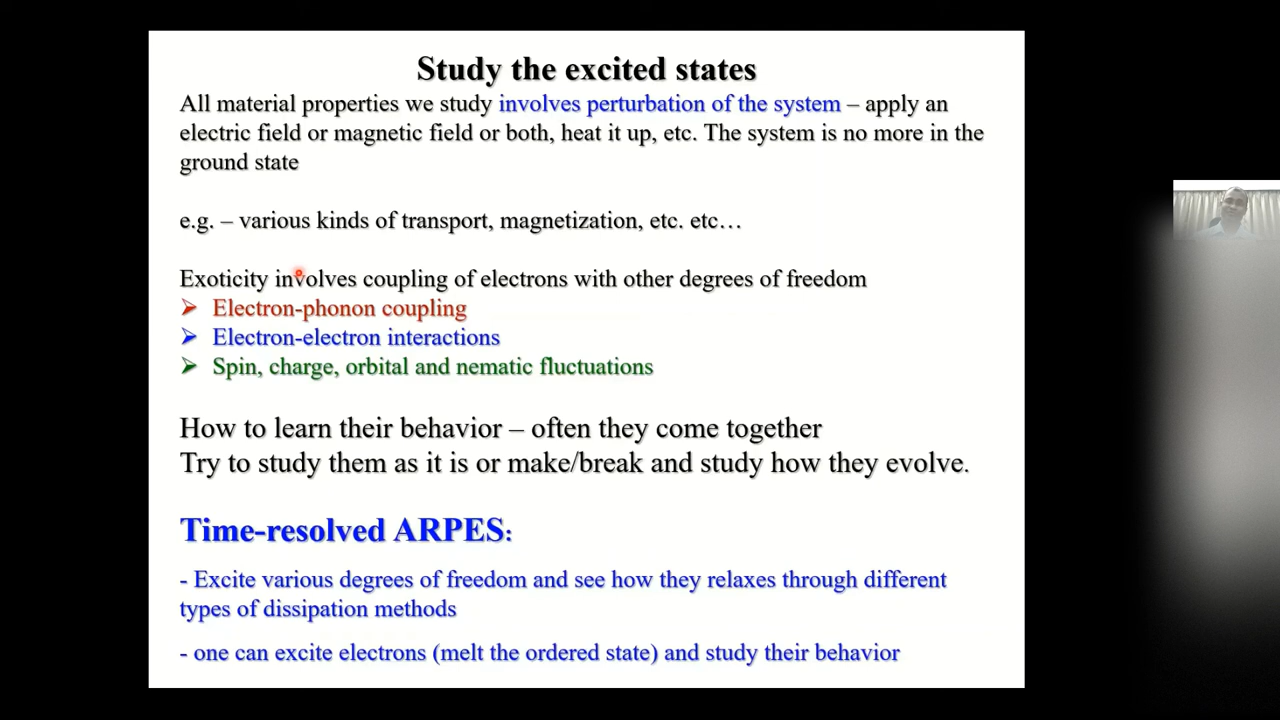 Study the excited states
All material properties we study involves perturbation of the system – apply an
electric field or magnetic field or both, heat it up, etc. The system is no more in the
ground state
e.g. – various kinds of transport, magnetization, etc. etc…
Exoticity involves coupling of electrons with other degrees of freedom
➢ Electron-phonon coupling
➢ Electron-electron interactions
➢ Spin, charge, orbital and nematic fluctuations
How to learn their behavior – often they come together
Try to study them as it is or make/break and study how they evolve.
Time-resolved ARPES:
- Excite various degrees of freedom and see how they relaxes through different
types of dissipation methods
- one can excite electrons (melt the ordered state) and study their behavior